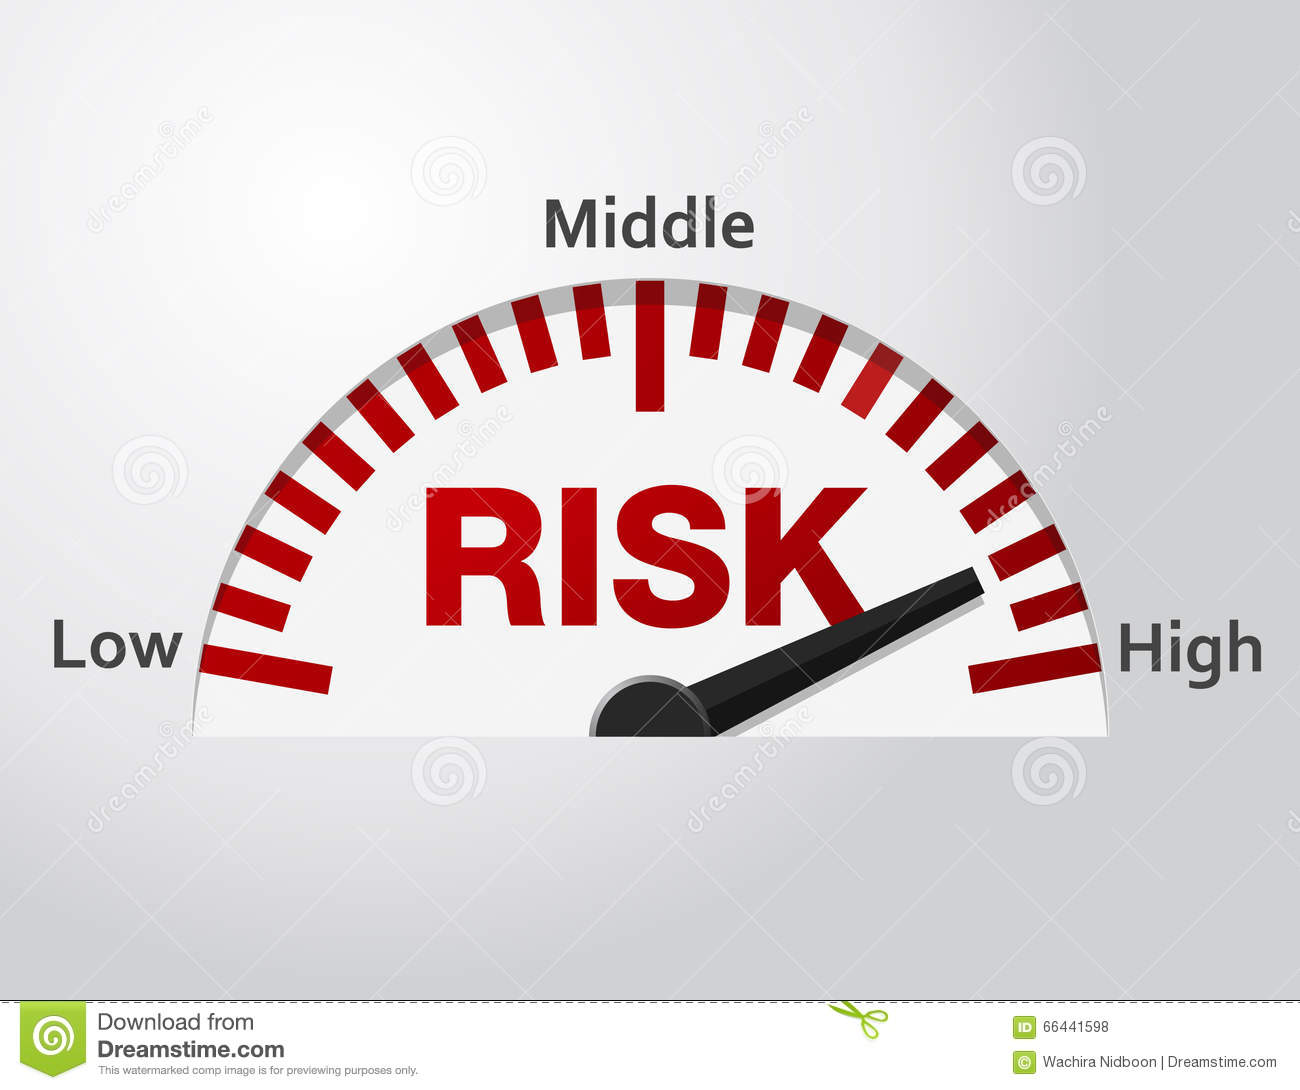 Middle
RISK
Low
High
dreamstime
Download from
Dreamstime.com
This watermarked comp image is for previewing purposes only.
ID 66441598
© Wachira Nidboon | Dreamstime.com